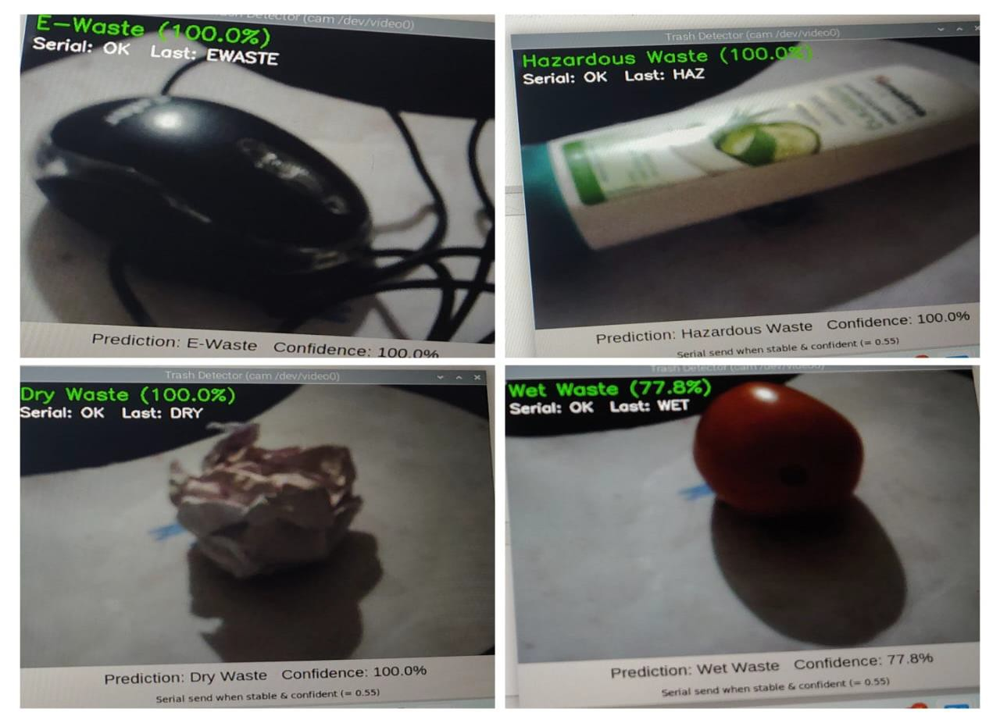 Trash Detector (cam /dev/video0)
E-Waste (100.0%)
Serial: OK Last: EWASTE
Prediction: E-Waste Confidence: 100.0%
Trash Detector (cam /dev/video0)
Hazardous Waste (100.0%)
Serial: OK Last: HAZ
Prediction: Hazardous Waste Confidence: 100.0%
Serial send when stable & confident (= 0.55)
Trash Detector (cam /dev/video0)
Dry Waste (100.0%)
Serial: OK Last: DRY
Prediction: Dry Waste Confidence: 100.0%
Serial send when stable & confident (= 0.55)
Trash Detector (cam /dev/video0)
Wet Waste (77.8%)
Serial: OK Last: WET
Prediction: Wet Waste Confidence: 77.8%
Serial send when stable & confident (= 0.55)